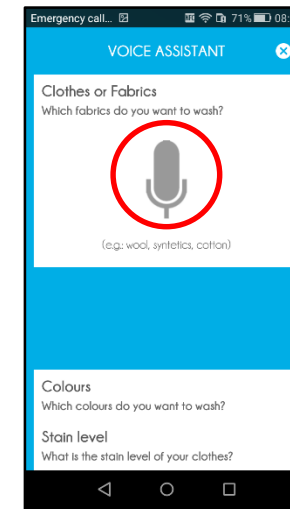 Emergency call... 71% 08:
VOICE ASSISTANT
Clothes or Fabrics
Which fabrics do you want to wash?
(e.g.: wool, syntetics, cotton)
Colours
Which colours do you want to wash?
Stain level
What is the stain level of your clothes?